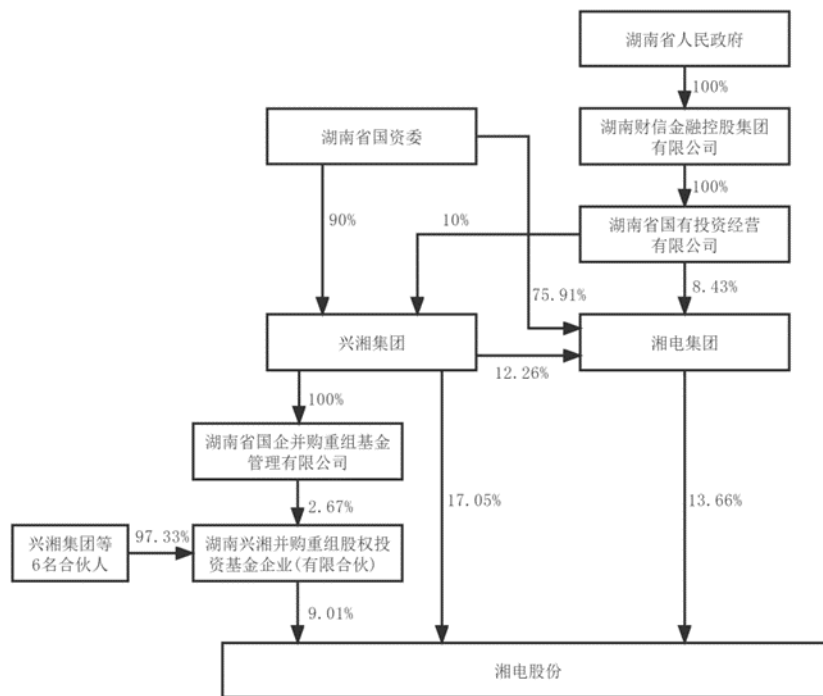 湖南省人民政府
100%
湖南省国资委
湖南财信金融控股集团
有限公司
100%
90%
10%
湖南省国有投资经营
有限公司
75.91%
8.43%
兴湘集团
湘电集团
12.26%
100%
湖南省国企并购重组基金
管理有限公司
2.67%
17.05%
13.66%
兴湘集团等
6名合伙人
97.33%
湖南兴湘并购重组股权投
资基金企业(有限合伙)
9.01%
湘电股份